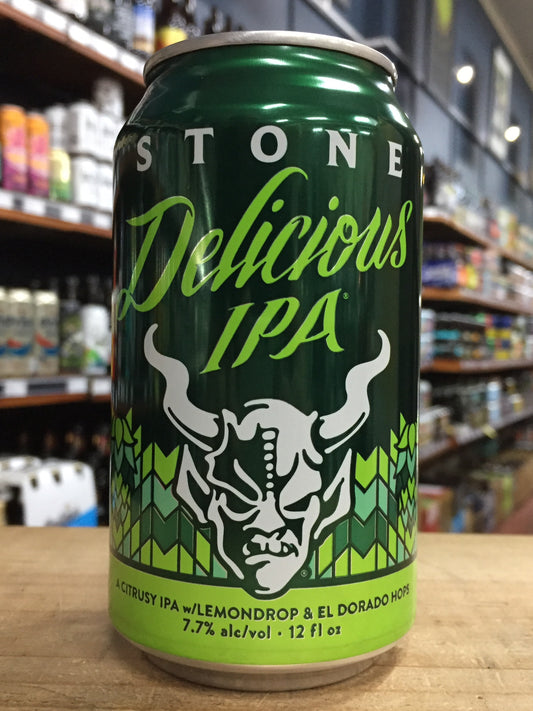 STONE
Delicious
IPA®
®
A CITRUSY IPA w/LEMONDROP & EL DORADO HOPS
7.7% alc/vol · 12 fl oz